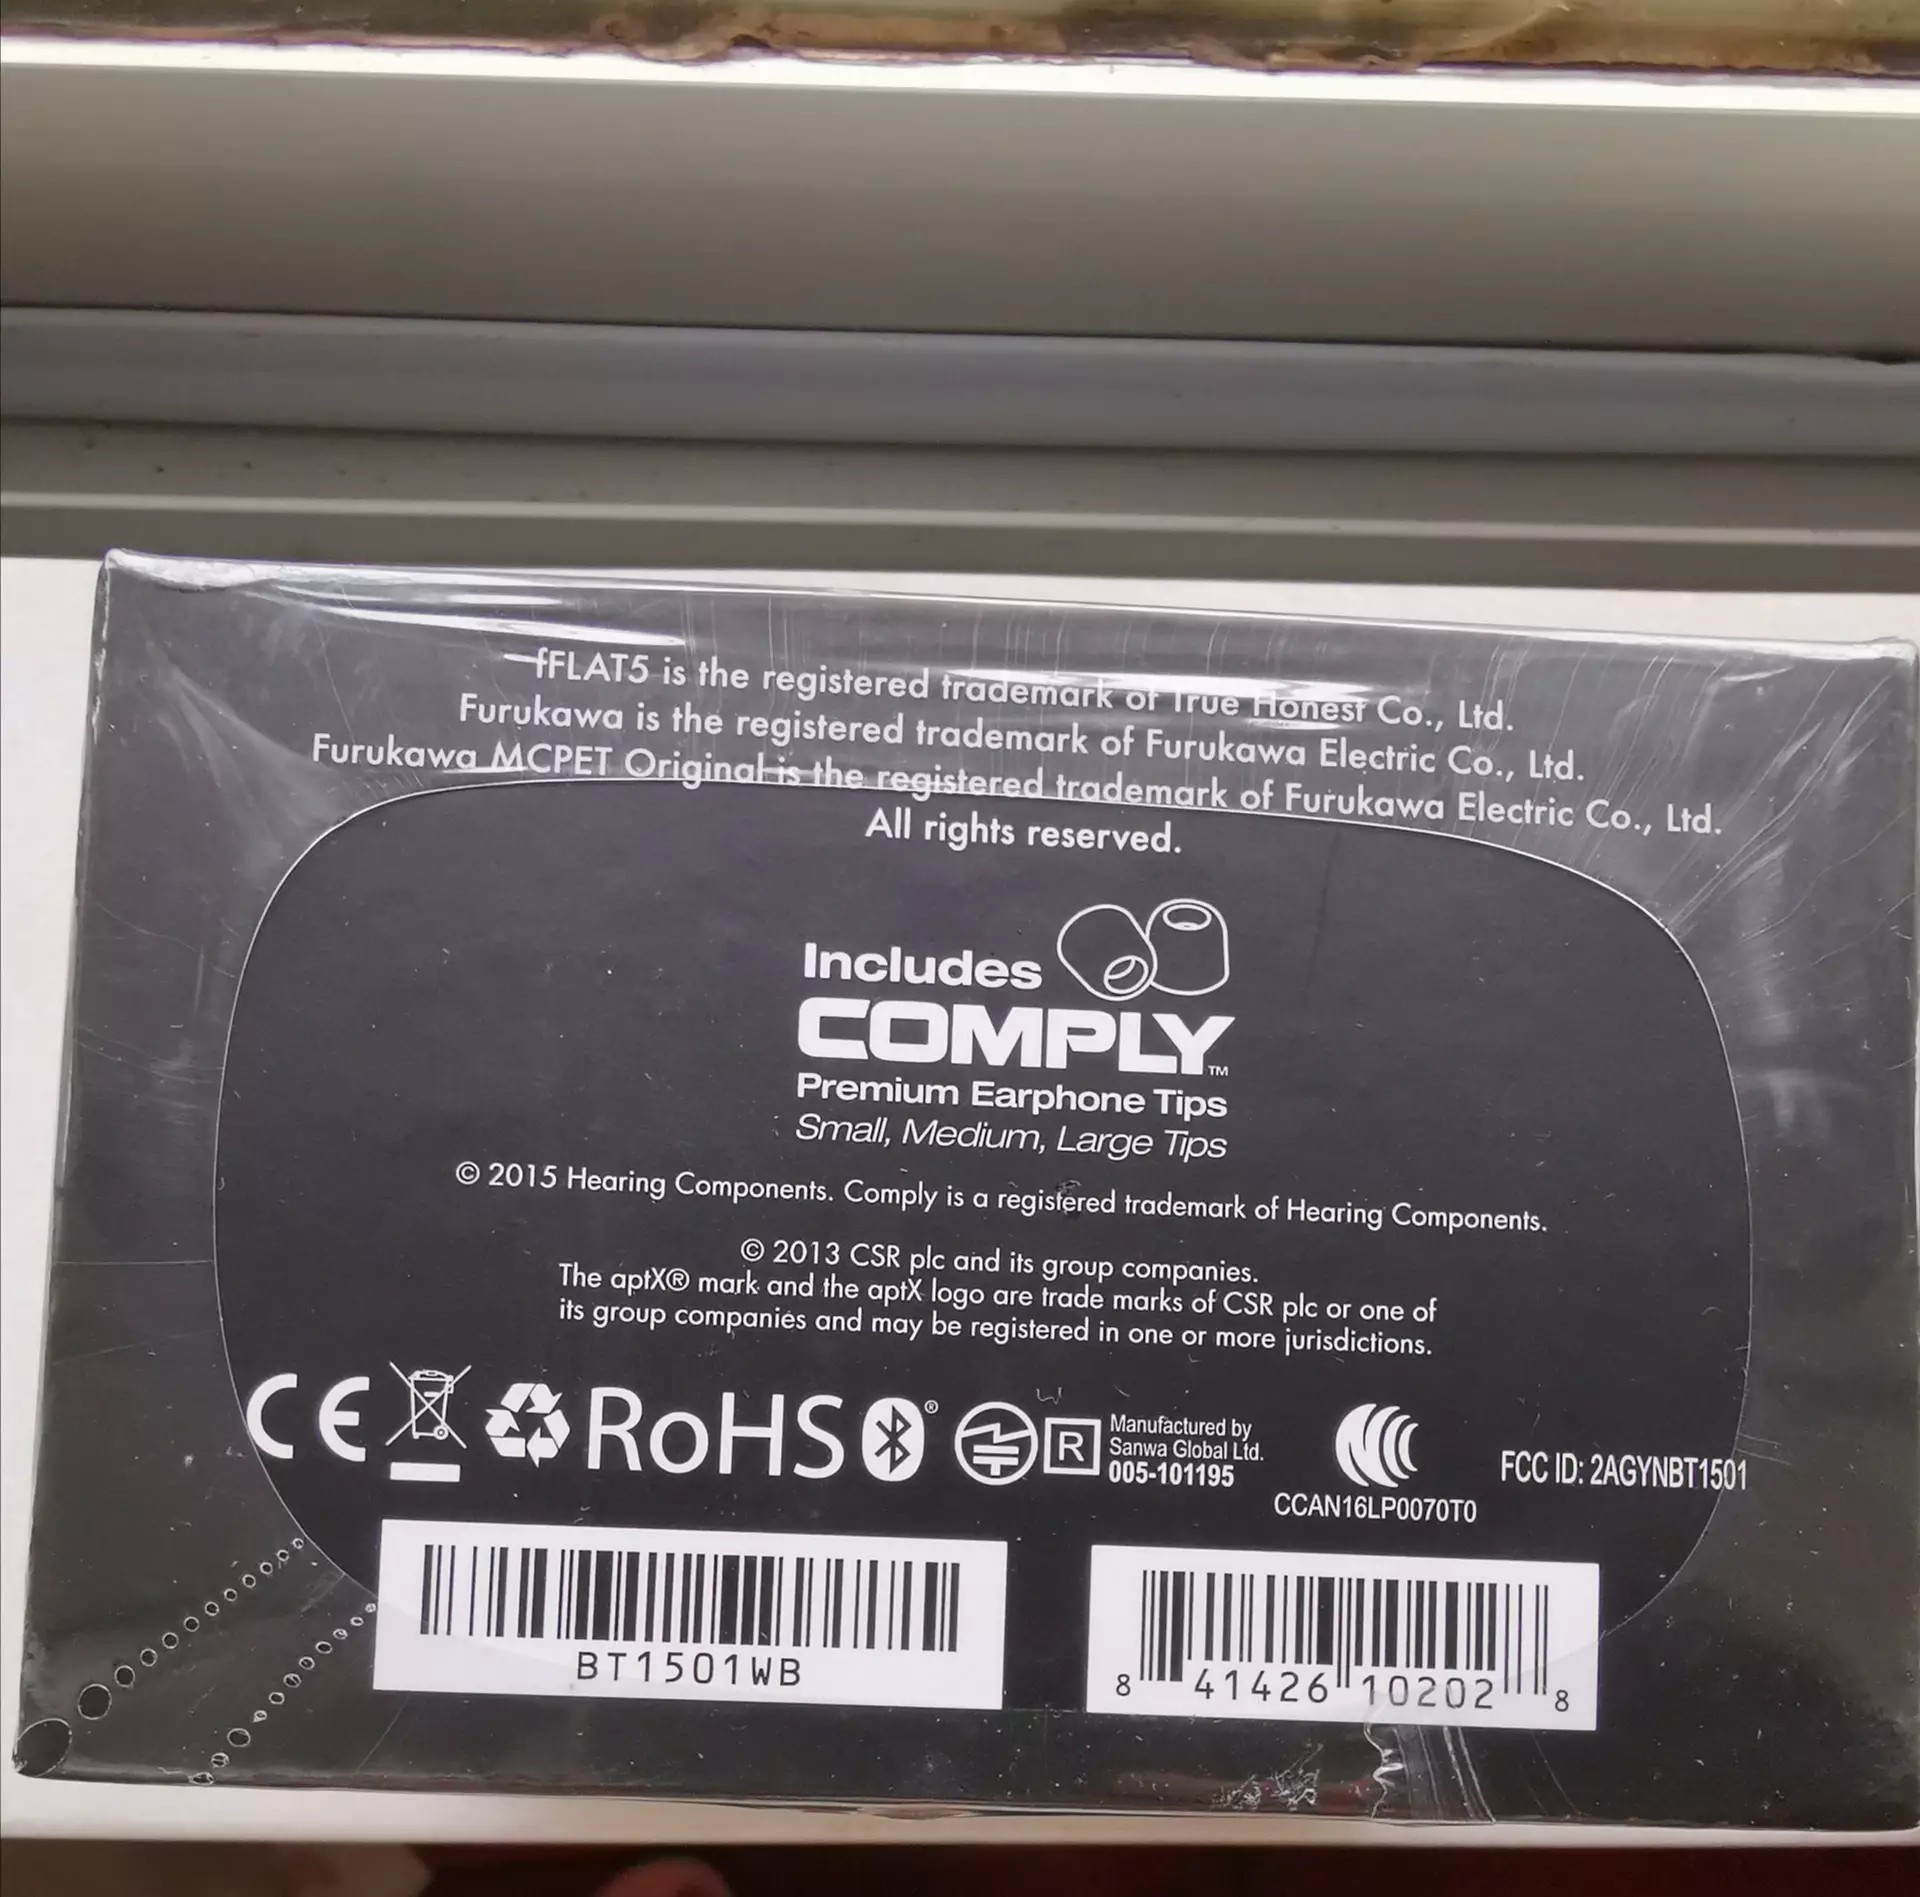 fFLAT5 is the registered trademark of True Honest Co., Ltd.
Furukawa is the registered trademark of Furukawa Electric Co., Ltd.
Furukawa MCPET Original is the registered trademark of Furukawa Electric Co., Ltd.
All rights reserved.
Includes
COMPLY™
Premium Earphone Tips
Small, Medium, Large Tips
© 2015 Hearing Components. Comply is a registered trademark of Hearing Components.
© 2013 CSR plc and its group companies.
The aptX® mark and the aptX logo are trade marks of CSR plc or one of
its group companies and may be registered in one or more jurisdictions.
CE RoHS ® R
Manufactured by
Sanwa Global Ltd.
005-101195
CCAN16LP0070T0
FCC ID: 2AGYNBT1501
BT1501WB
8 41426 10202 8